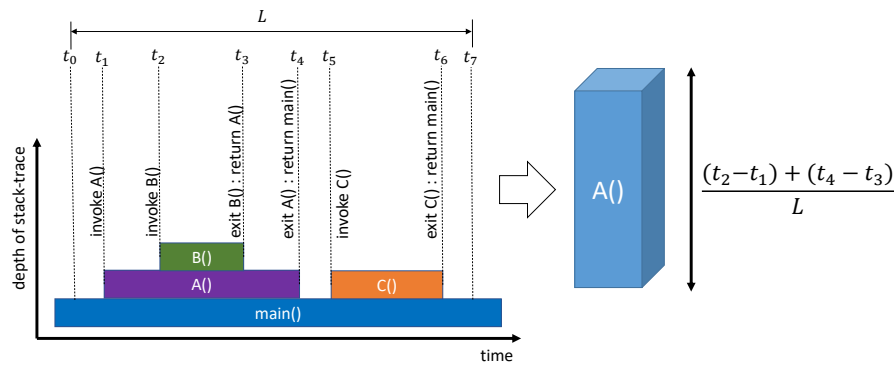 L
t₀ t₁ t₂ t₃ t₄ t₅ t₆ t₇
invoke A()
invoke B()
exit B() : return A()
exit A() : return main()
invoke C()
exit C() : return main()
depth of stack-trace
B()
A()
C()
main()
time
A()
(t₂−t₁) + (t₄ − t₃)
L